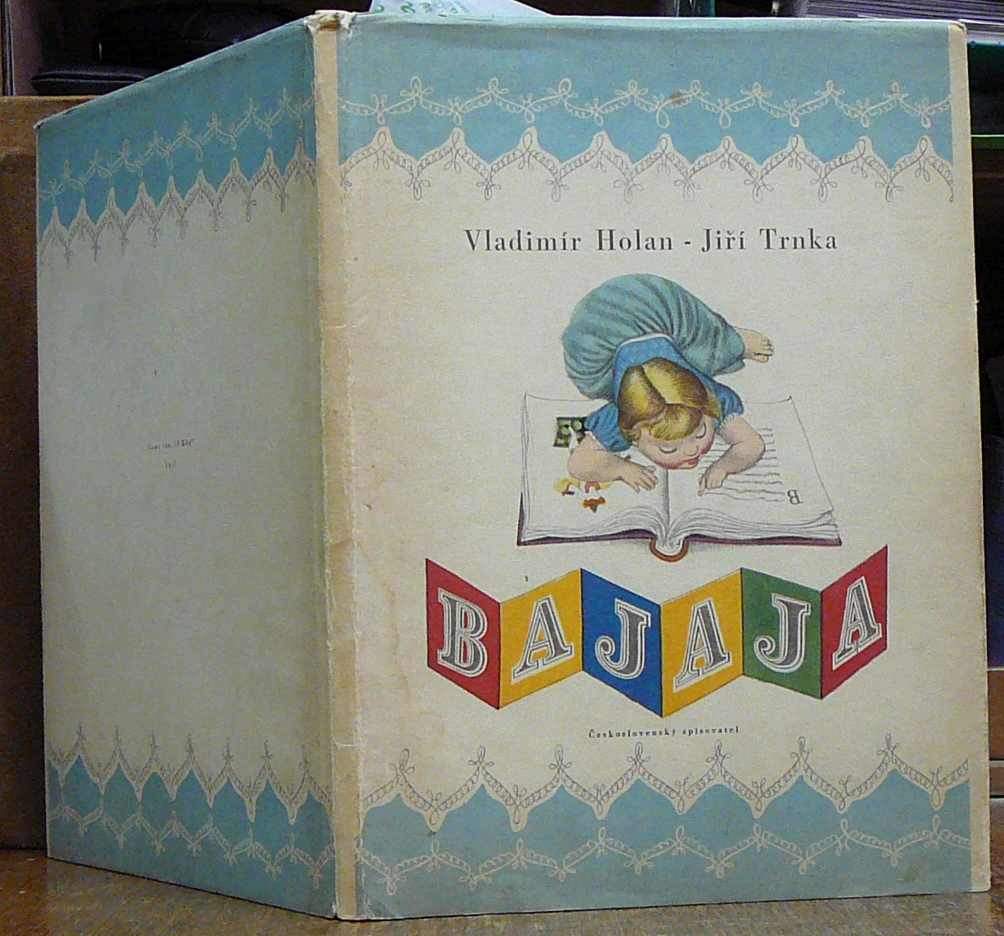 Vladimír Holan - Jiří Trnka
B
BAJAJA
Československý spisovatel